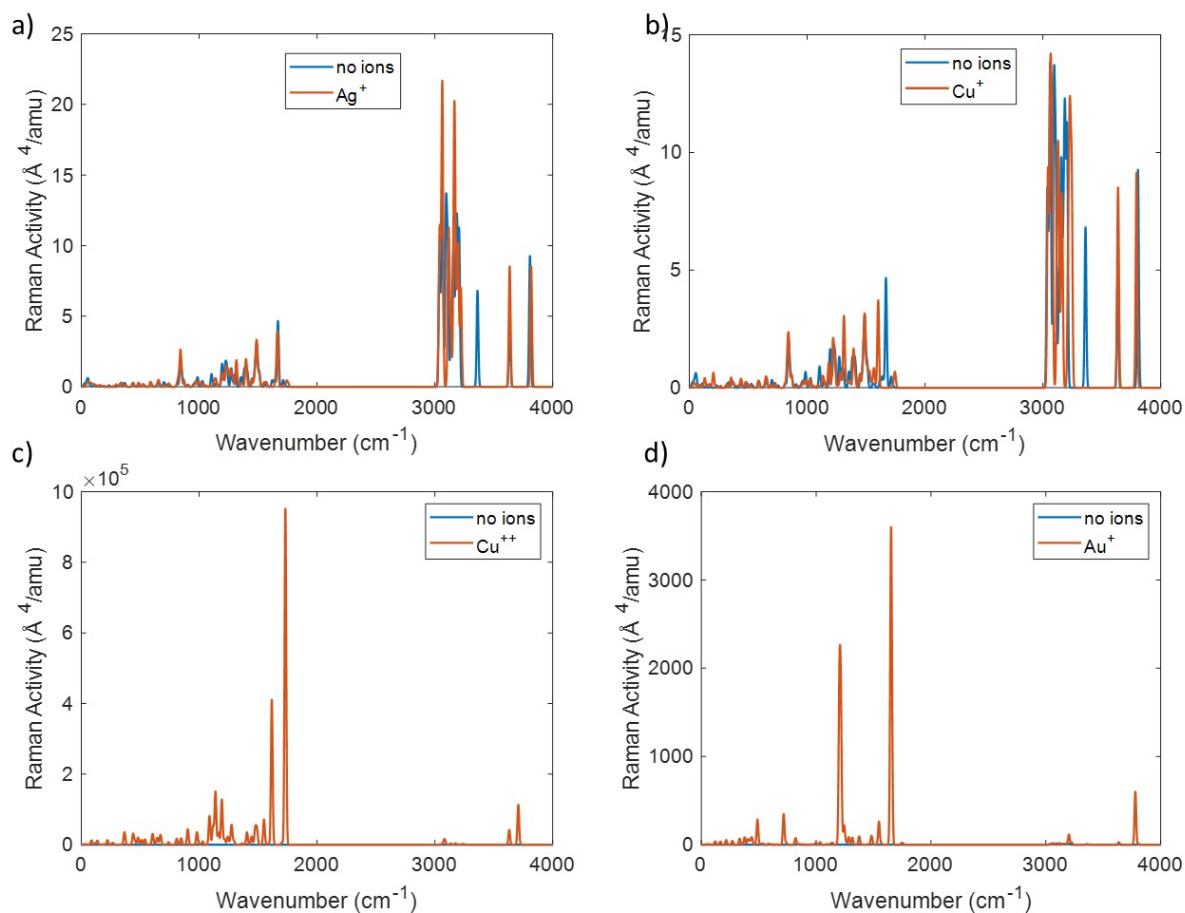 a)
25
20
15
10
5
0
Raman Activity (Å ⁴/amu)
no ions
Ag⁺
0 1000 2000 3000 4000
Wavenumber (cm⁻¹)
b)
15
10
5
0
Raman Activity (Å ⁴/amu)
no ions
Cu⁺
0 1000 2000 3000 4000
Wavenumber (cm⁻¹)
c)
×10⁵
10
8
6
4
2
0
Raman Activity (Å ⁴/amu)
no ions
Cu⁺⁺
0 1000 2000 3000 4000
Wavenumber (cm⁻¹)
d)
4000
3000
2000
1000
0
Raman Activity (Å ⁴/amu)
no ions
Au⁺
0 1000 2000 3000 4000
Wavenumber (cm⁻¹)